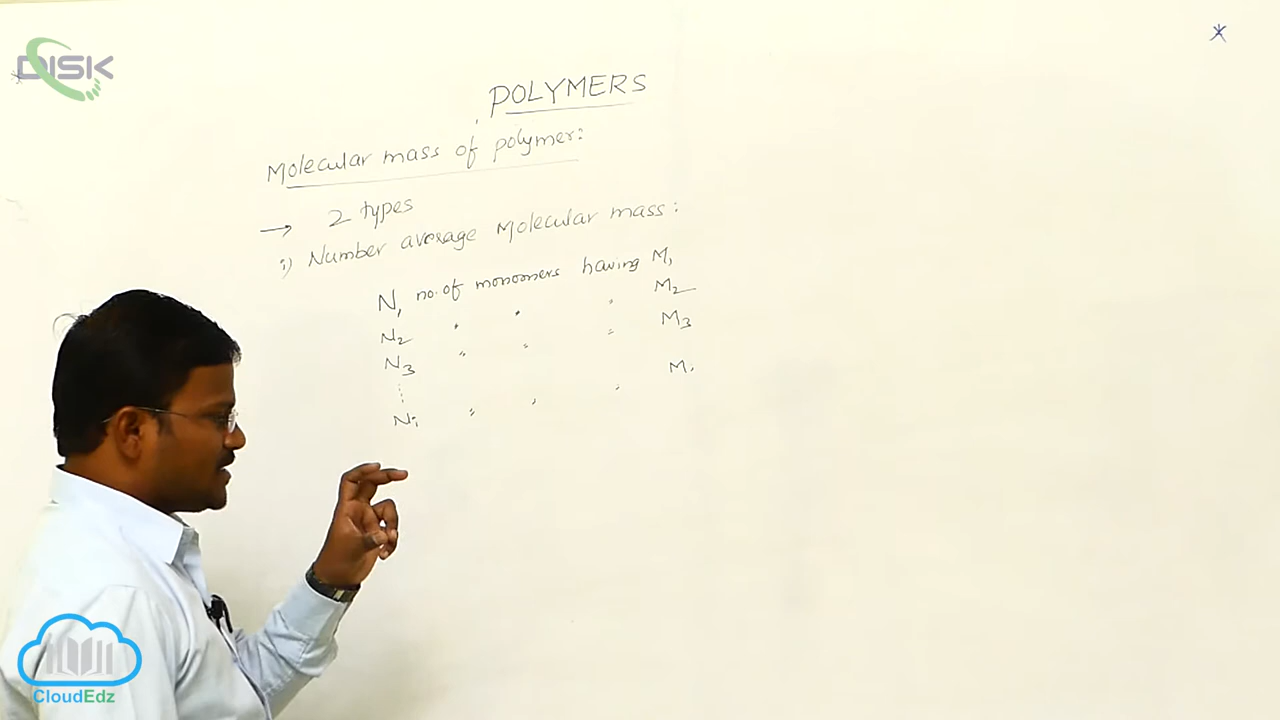 DISK
POLYMERS
Molecular mass of polymer:
→ 2 types
i) Number average Molecular mass:
N1 no. of monomers having M1
N2 " " " M2
N3 " " " M3
Ni " " " Mi
CloudEdz